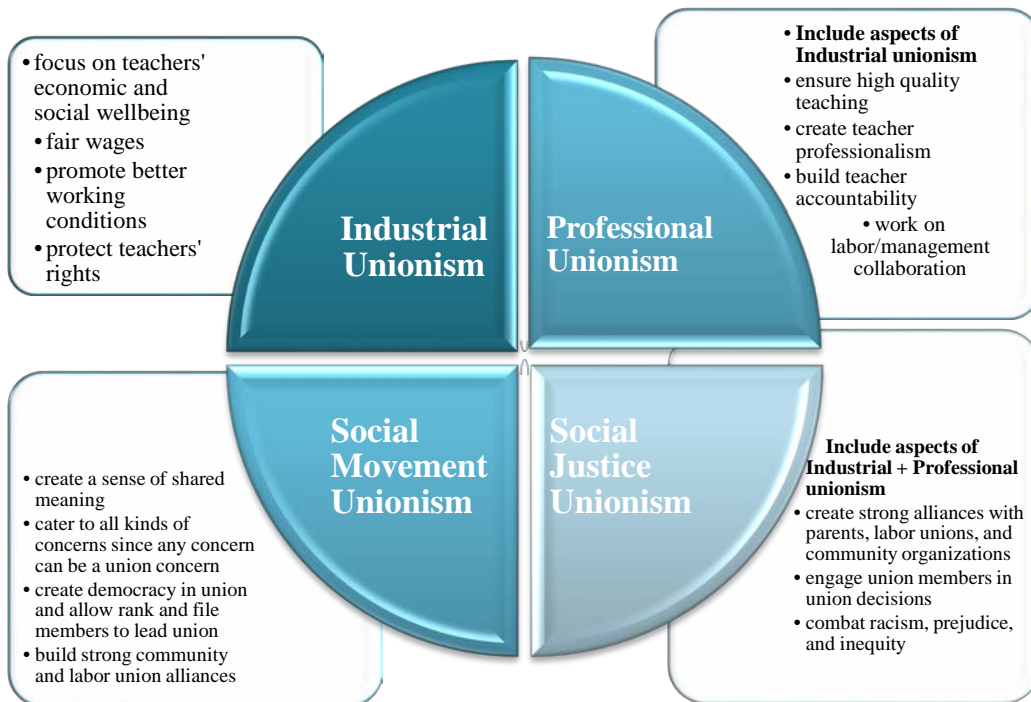 • focus on teachers'
economic and
social wellbeing
• fair wages
• promote better
working
conditions
• protect teachers'
rights
Industrial
Unionism
Professional
Unionism
• Include aspects of
Industrial unionism
• ensure high quality
teaching
• create teacher
professionalism
• build teacher
accountability
• work on
labor/management
collaboration
• create a sense of shared
meaning
• cater to all kinds of
concerns since any concern
can be a union concern
• create democracy in union
and allow rank and file
members to lead union
• build strong community
and labor union alliances
Social
Movement
Unionism
Social
Justice
Unionism
Include aspects of
Industrial + Professional
unionism
• create strong alliances with
parents, labor unions, and
community organizations
• engage union members in
union decisions
• combat racism, prejudice,
and inequity